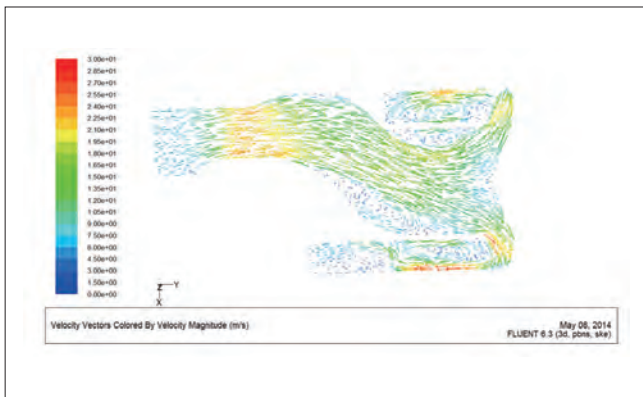 3.00e+01
2.85e+01
2.70e+01
2.55e+01
2.40e+01
2.25e+01
2.10e+01
1.95e+01
1.80e+01
1.65e+01
1.50e+01
1.35e+01
1.20e+01
1.05e+01
9.00e+00
7.50e+00
6.00e+00
4.50e+00
3.00e+00
1.50e+00
0.00e+00
Z Y
X
Velocity Vectors Colored By Velocity Magnitude (m/s)
May 08, 2014
FLUENT 6.3 (3d, pbns, ske)